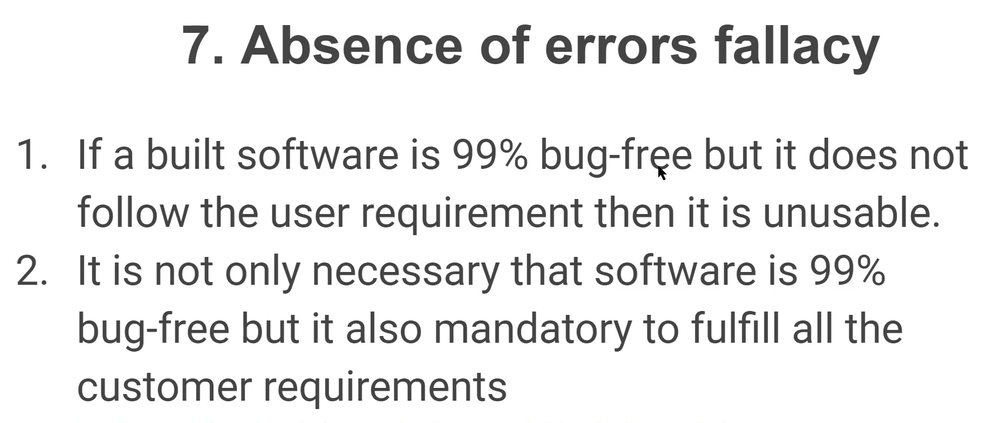 7. Absence of errors fallacy
1. If a built software is 99% bug-free but it does not
follow the user requirement then it is unusable.
2. It is not only necessary that software is 99%
bug-free but it also mandatory to fulfill all the
customer requirements